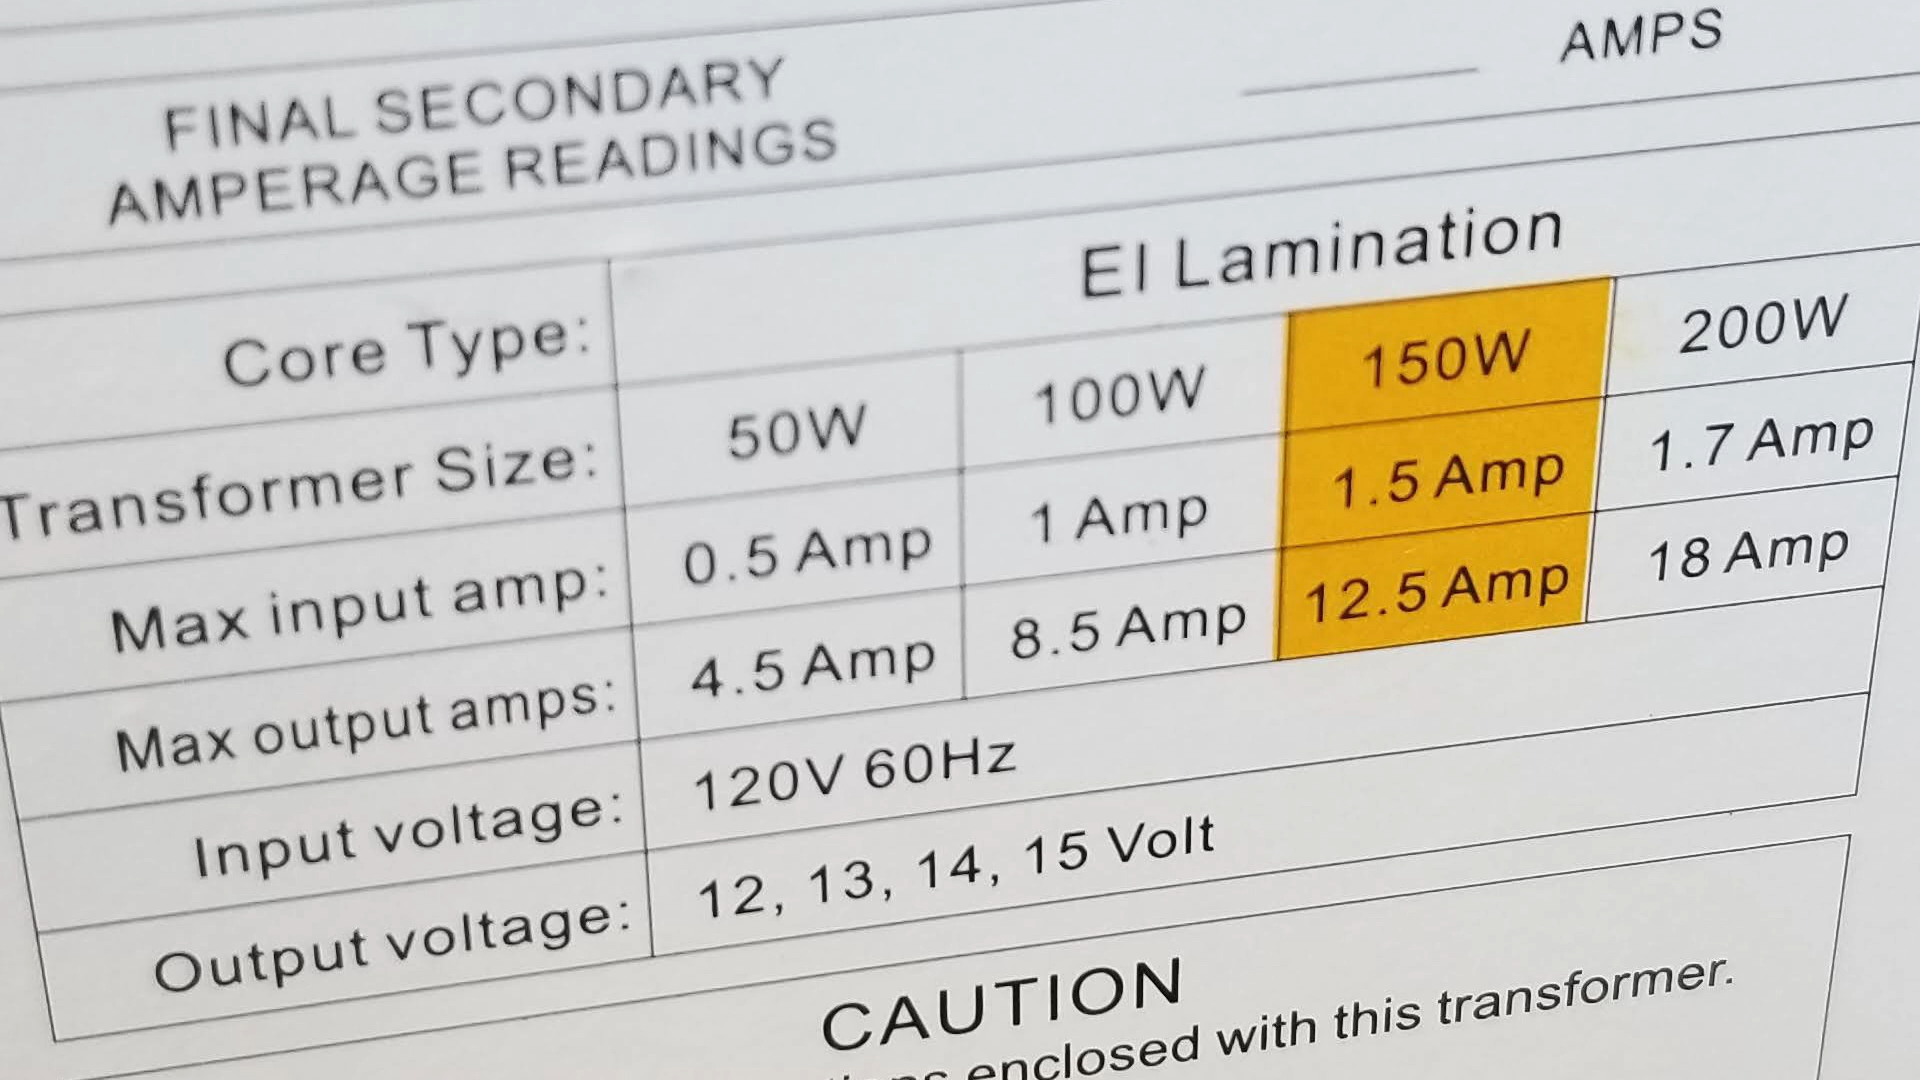 FINAL SECONDARY
AMPERAGE READINGS
AMPS
Core Type: EI Lamination
Transformer Size: 50W 100W 150W 200W
Max input amp: 0.5 Amp 1 Amp 1.5 Amp 1.7 Amp
Max output amps: 4.5 Amp 8.5 Amp 12.5 Amp 18 Amp
Input voltage: 120V 60Hz
Output voltage: 12, 13, 14, 15 Volt
CAUTION
enclosed with this transformer.